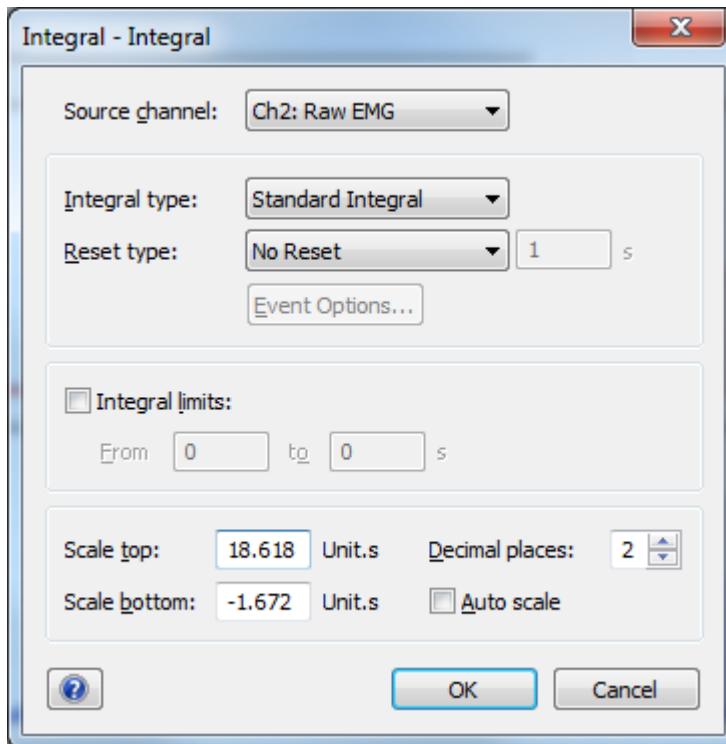 Integral - Integral
Source channel: Ch2: Raw EMG
Integral type: Standard Integral
Reset type: No Reset 1 s
Event Options...
Integral limits:
From 0 to 0 s
Scale top: 18.618 Unit.s Decimal places: 2
Scale bottom: -1.672 Unit.s Auto scale
OK Cancel